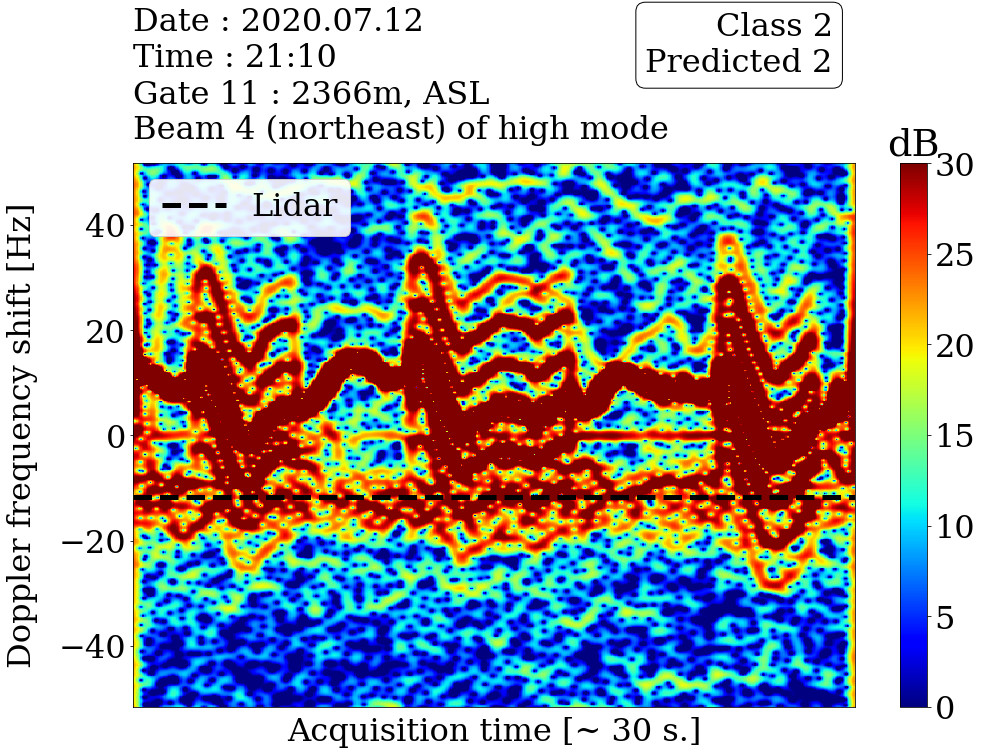 Date : 2020.07.12
Time : 21:10
Gate 11 : 2366m, ASL
Beam 4 (northeast) of high mode
Class 2
Predicted 2
Lidar
Doppler frequency shift [Hz]
40
20
0
−20
−40
Acquisition time [~ 30 s.]
dB
30
25
20
15
10
5
0